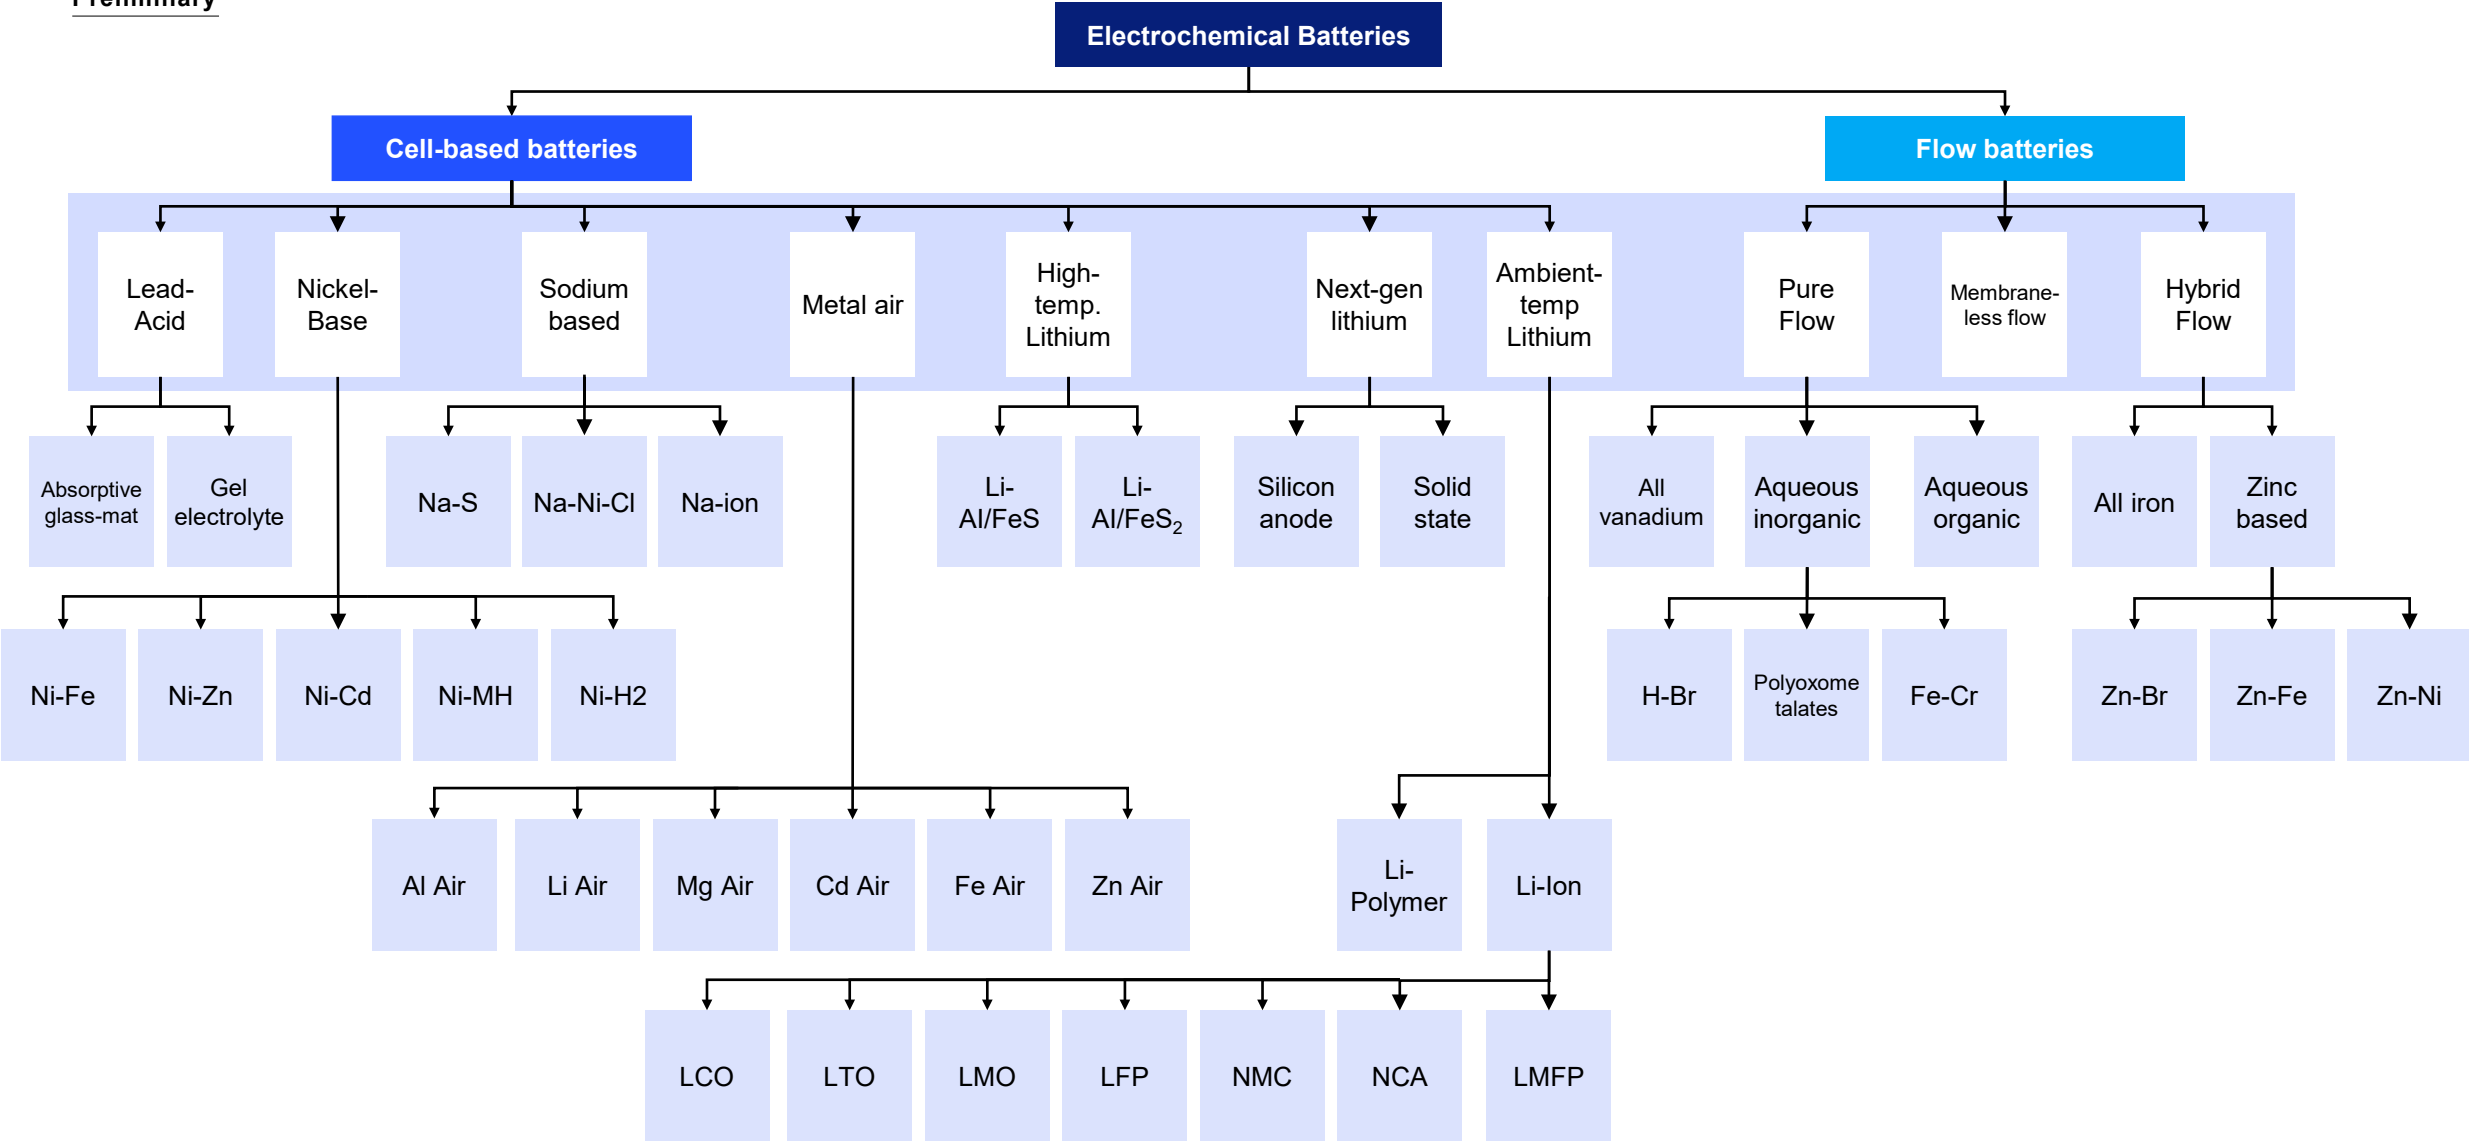 Preliminary
Electrochemical Batteries
Cell-based batteries
Flow batteries
Lead-
Acid
Nickel-
Base
Sodium
based
Metal air
High-
temp.
Lithium
Next-gen
lithium
Ambient-
temp
Lithium
Pure
Flow
Membrane-
less flow
Hybrid
Flow
Absorptive
glass-mat
Gel
electrolyte
Na-S
Na-Ni-Cl
Na-ion
Li-
Al/FeS
Li-
Al/FeS₂
Silicon
anode
Solid
state
All
vanadium
Aqueous
inorganic
Aqueous
organic
All iron
Zinc
based
Ni-Fe
Ni-Zn
Ni-Cd
Ni-MH
Ni-H2
H-Br
Polyoxome
talates
Fe-Cr
Zn-Br
Zn-Fe
Zn-Ni
Al Air
Li Air
Mg Air
Cd Air
Fe Air
Zn Air
Li-
Polymer
Li-Ion
LCO
LTO
LMO
LFP
NMC
NCA
LMFP